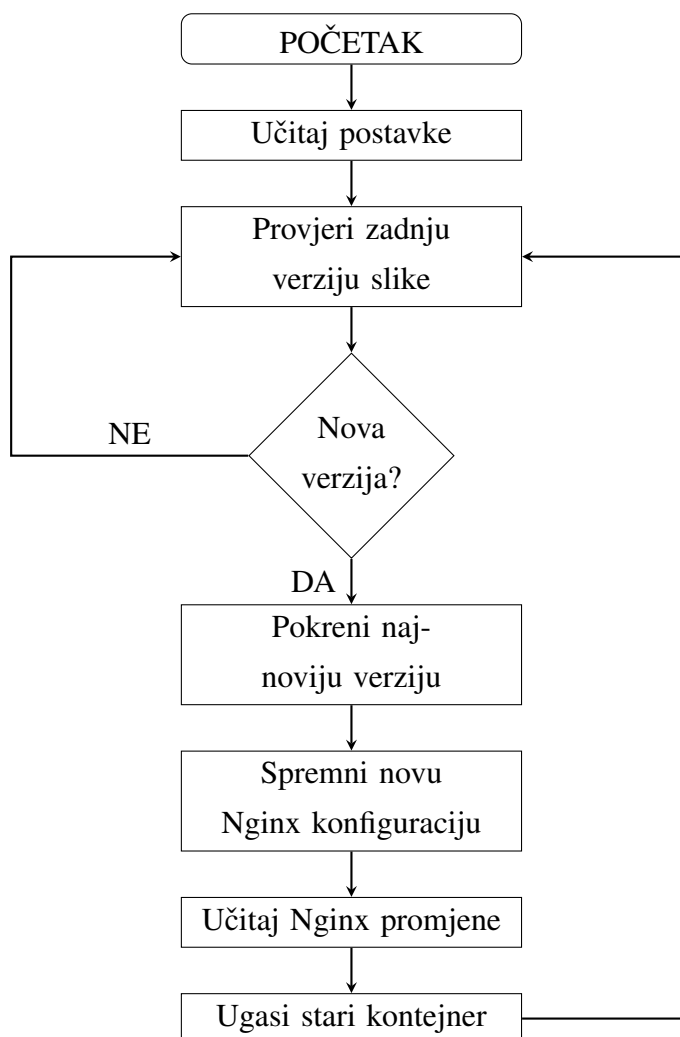 POČETAK
Učitaj postavke
Provjeri zadnju
verziju slike
Nova
verzija?
NE
DA
Pokreni naj-
noviju verziju
Spremni novu
Nginx konfiguraciju
Učitaj Nginx promjene
Ugasi stari kontejner